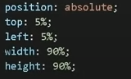 position: absolute;
top: 5%;
left: 5%;
width: 90%;
height: 90%;